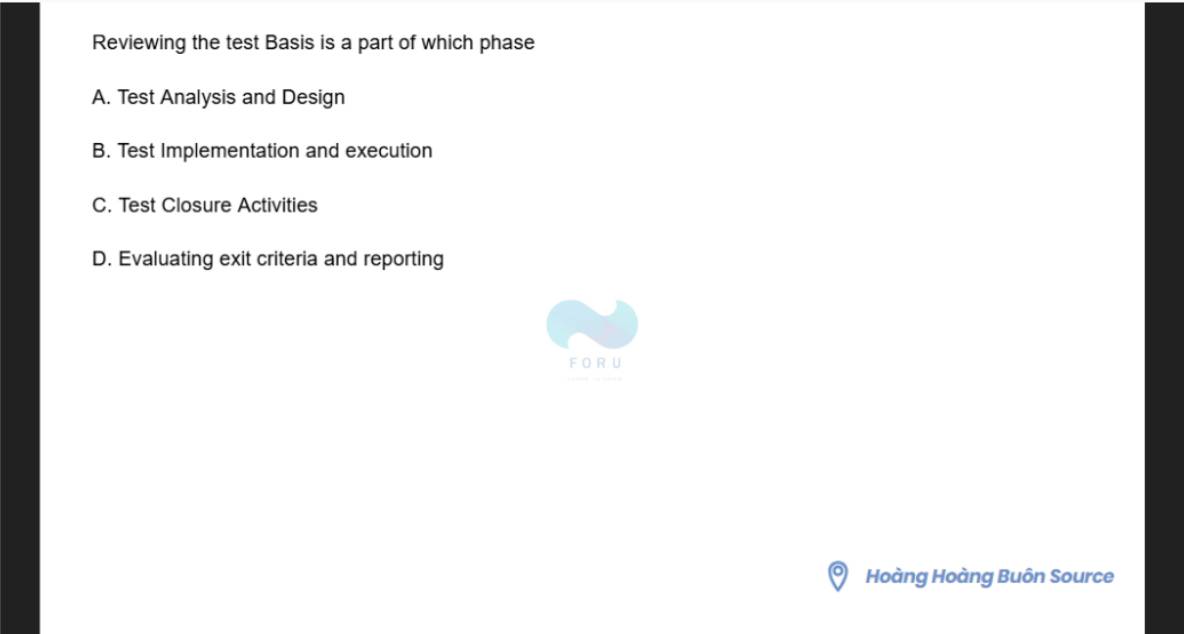 Reviewing the test Basis is a part of which phase
A. Test Analysis and Design
B. Test Implementation and execution
C. Test Closure Activities
D. Evaluating exit criteria and reporting
FORU
Hoàng Hoàng Buôn Source